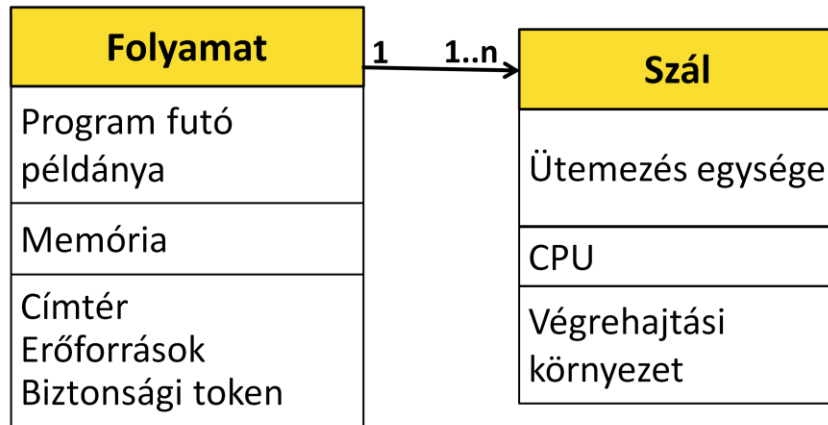 Folyamat
1 1..n
Szál
Program futó
példánya
Memória
Címtér
Erőforrások
Biztonsági token
Ütemezés egysége
CPU
Végrehajtási
környezet